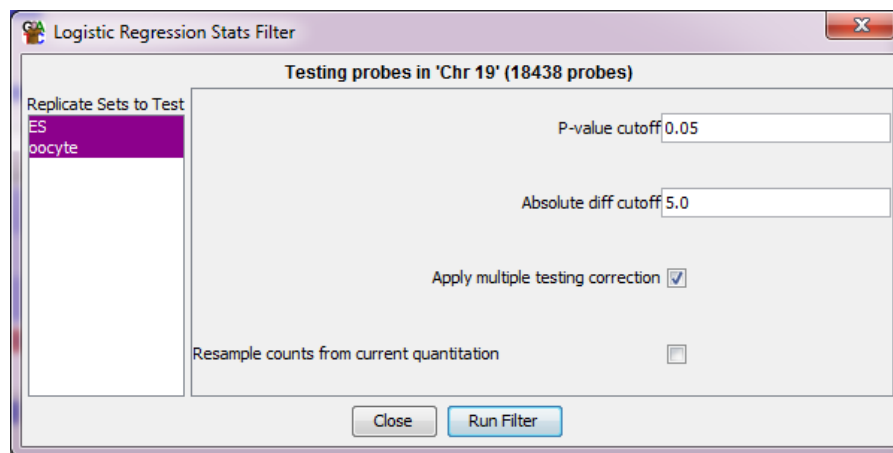 Logistic Regression Stats Filter
Testing probes in 'Chr 19' (18438 probes)
Replicate Sets to Test
ES
oocyte
P-value cutoff 0.05
Absolute diff cutoff 5.0
Apply multiple testing correction
Resample counts from current quantitation
Close
Run Filter